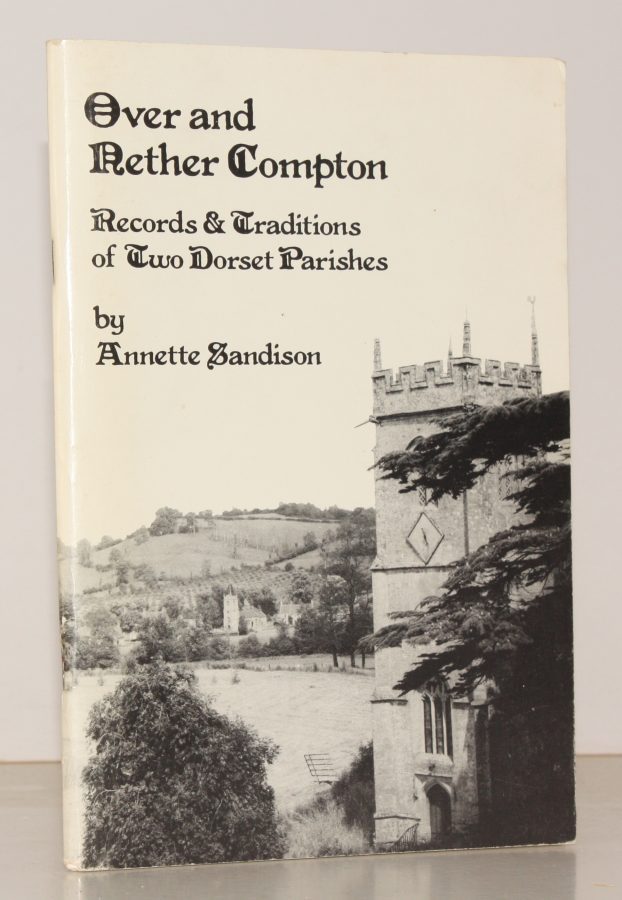 Over and
Nether Compton
Records & Traditions
of Two Dorset Parishes
by
Annette Sandison